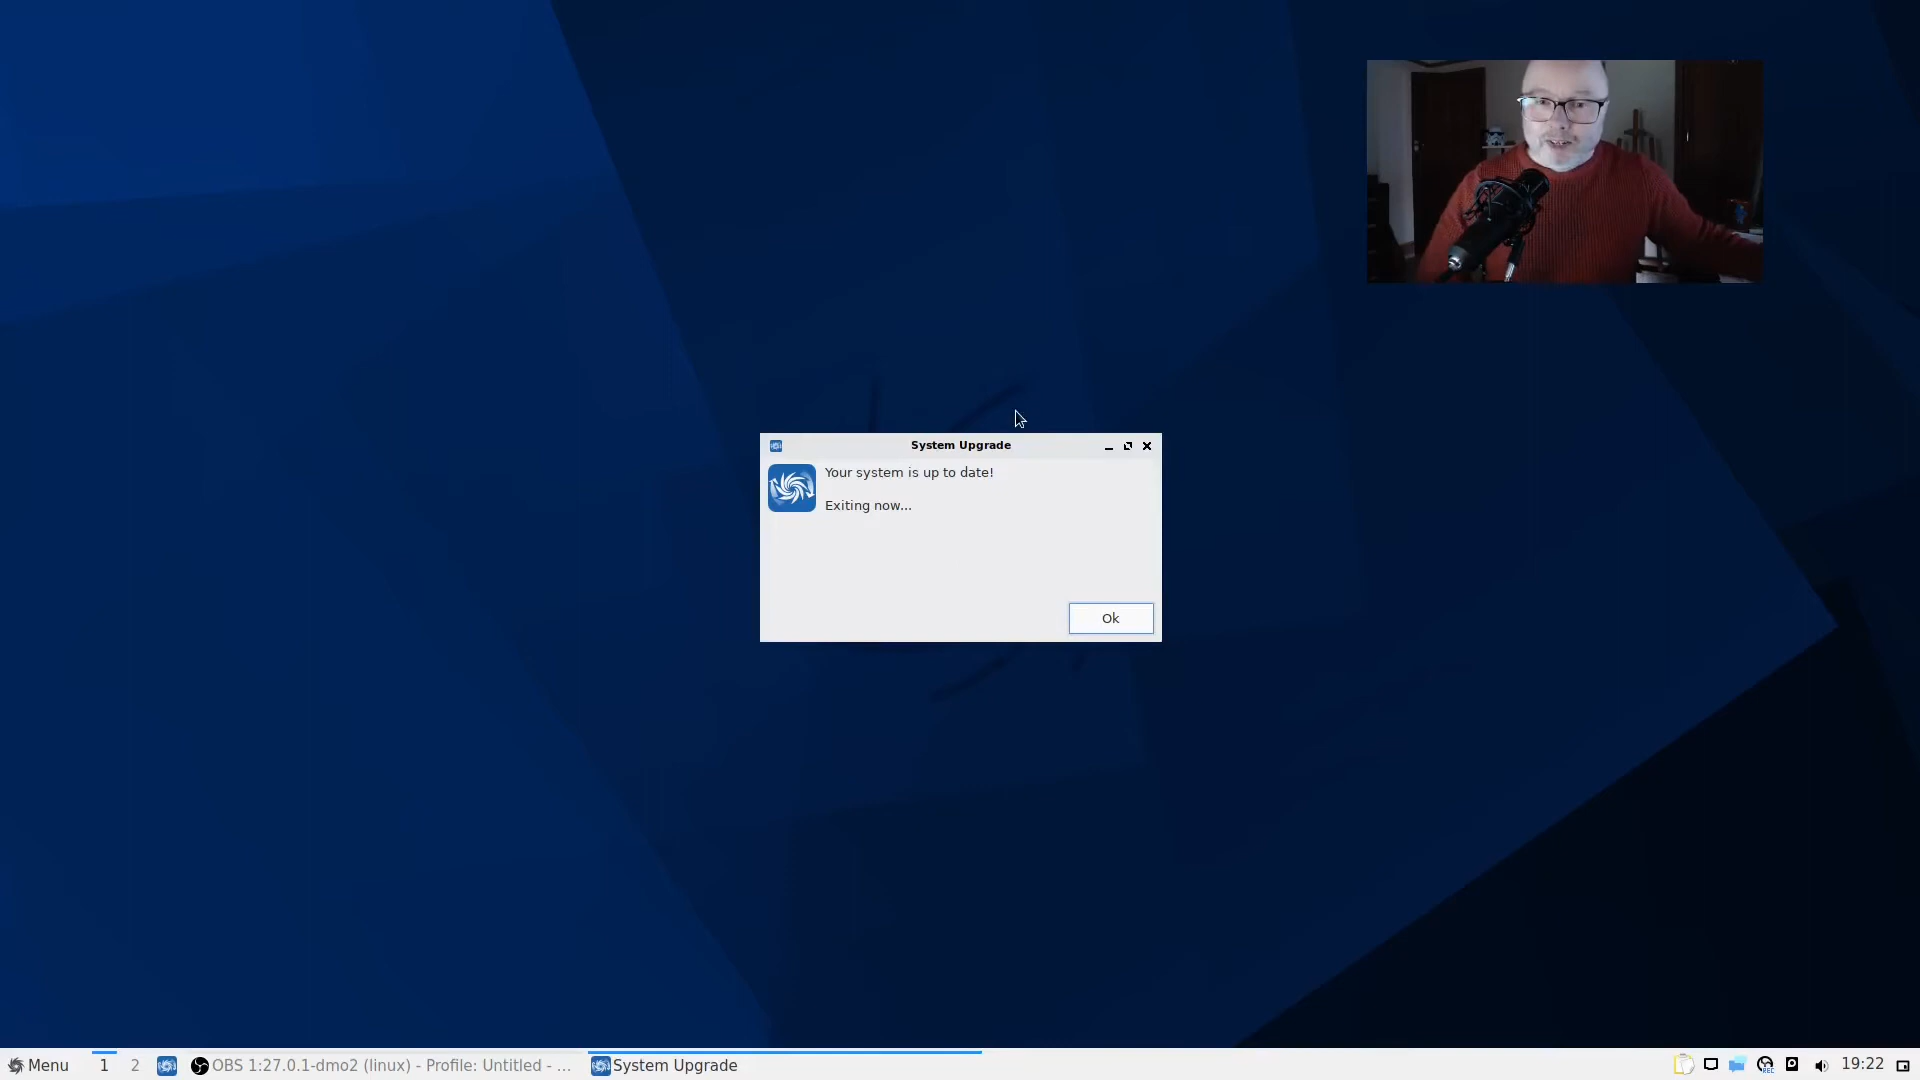 System Upgrade
Your system is up to date!
Exiting now...
Ok
Menu 1 2 OBS 1:27.0.1-dmo2 (linux) - Profile: Untitled - ... System Upgrade REC 19:22